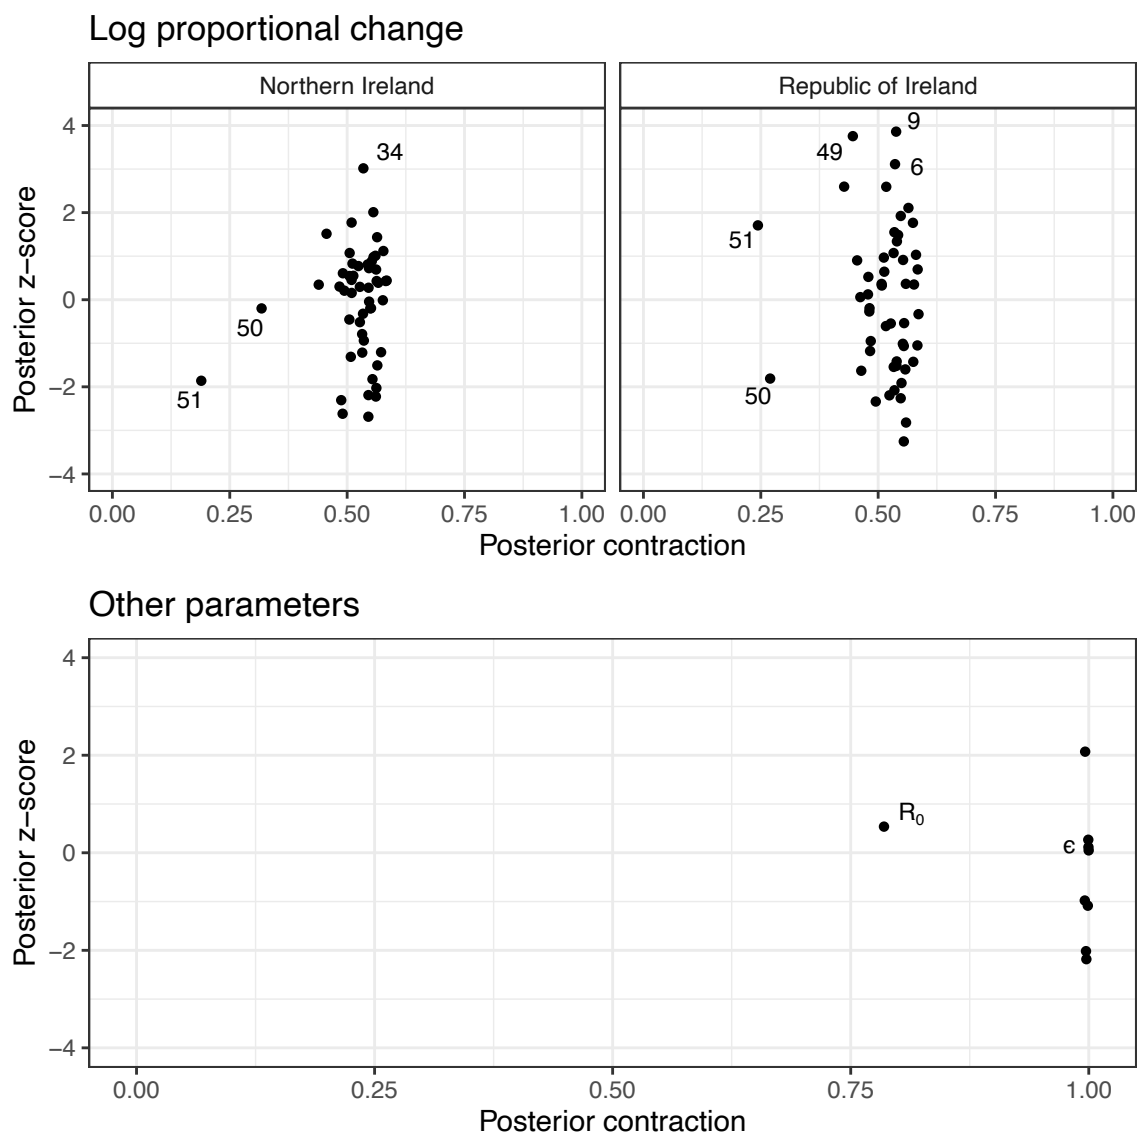 Log proportional change
Northern Ireland
Republic of Ireland
Posterior z−score
4
2
0
−2
−4
34
50
51
9
49
6
51
50
0.00 0.25 0.50 0.75 1.00
0.00 0.25 0.50 0.75 1.00
Posterior contraction
Other parameters
Posterior z−score
4
2
0
−2
−4
R₀
ϵ
0.00 0.25 0.50 0.75 1.00
Posterior contraction